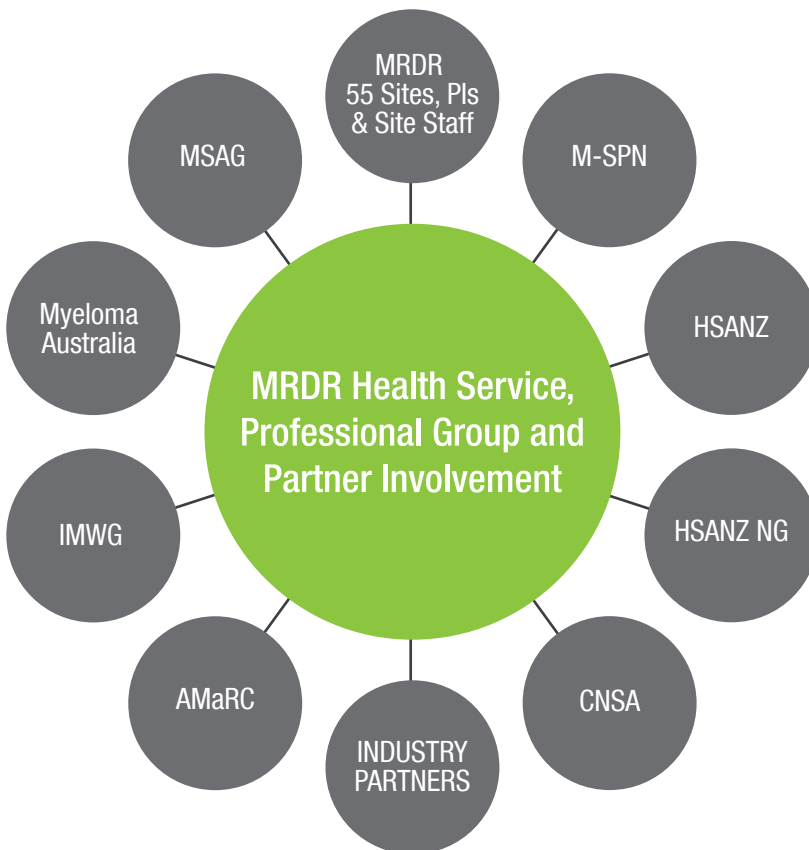 MRDR
55 Sites, PIs
& Site Staff
M-SPN
HSANZ
HSANZ NG
CNSA
INDUSTRY
PARTNERS
AMaRC
IMWG
Myeloma
Australia
MSAG
MRDR Health Service,
Professional Group and
Partner Involvement